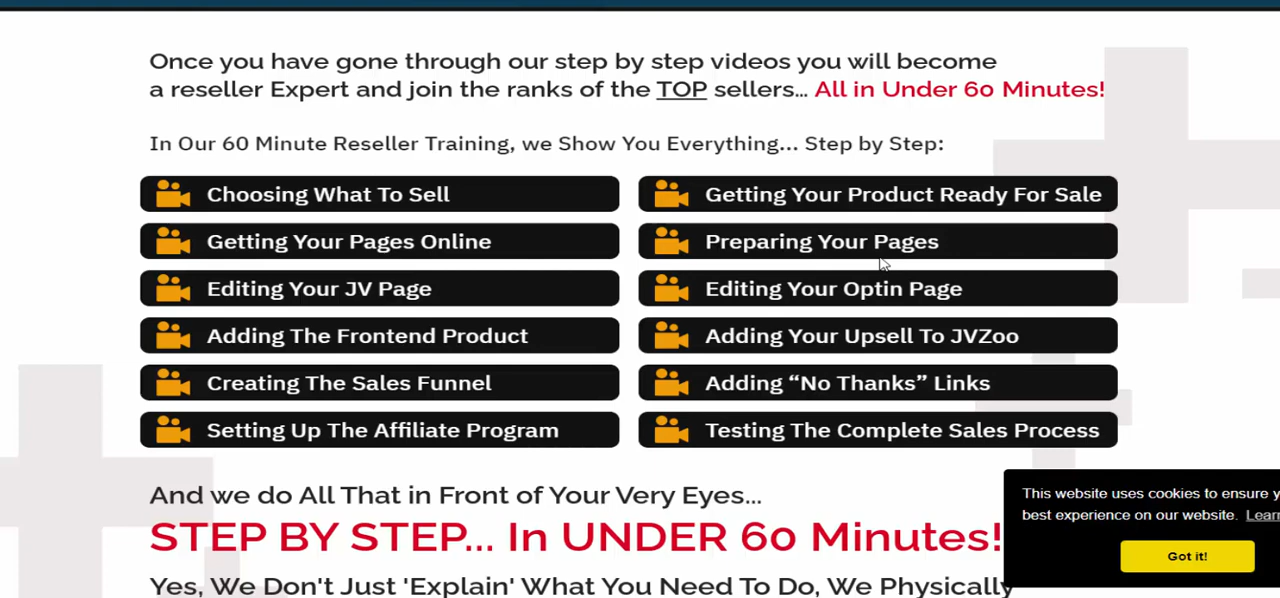 Once you have gone through our step by step videos you will become
a reseller Expert and join the ranks of the TOP sellers... All in Under 60 Minutes!
In Our 60 Minute Reseller Training, we Show You Everything... Step by Step:
Choosing What To Sell
Getting Your Product Ready For Sale
Getting Your Pages Online
Preparing Your Pages
Editing Your JV Page
Editing Your Optin Page
Adding The Frontend Product
Adding Your Upsell To JVZoo
Creating The Sales Funnel
Adding “No Thanks” Links
Setting Up The Affiliate Program
Testing The Complete Sales Process
And we do All That in Front of Your Very Eyes...
STEP BY STEP... In UNDER 60 Minutes!
Yes, We Don't Just 'Explain' What You Need To Do, We Physically
This website uses cookies to ensure
best experience on our website.
Got it!